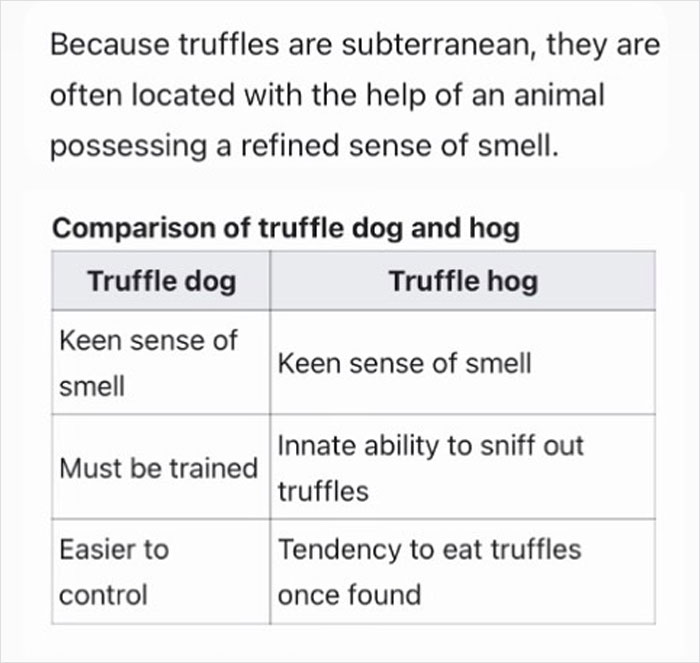 Because truffles are subterranean, they are
often located with the help of an animal
possessing a refined sense of smell.
Comparison of truffle dog and hog
Truffle dog
Truffle hog
Keen sense of
smell
Keen sense of smell
Must be trained
Innate ability to sniff out
truffles
Easier to
control
Tendency to eat truffles
once found